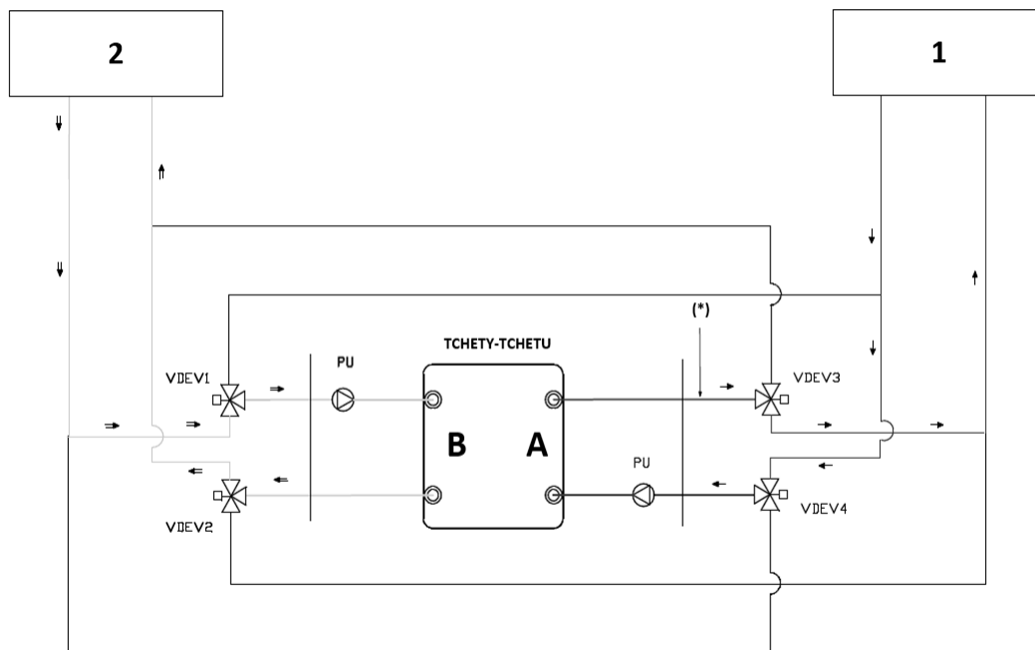 2
1
(*)
TCHETY-TCHETU
PU
VDEV1
VDEV3
B
A
PU
VDEV2
VDEV4